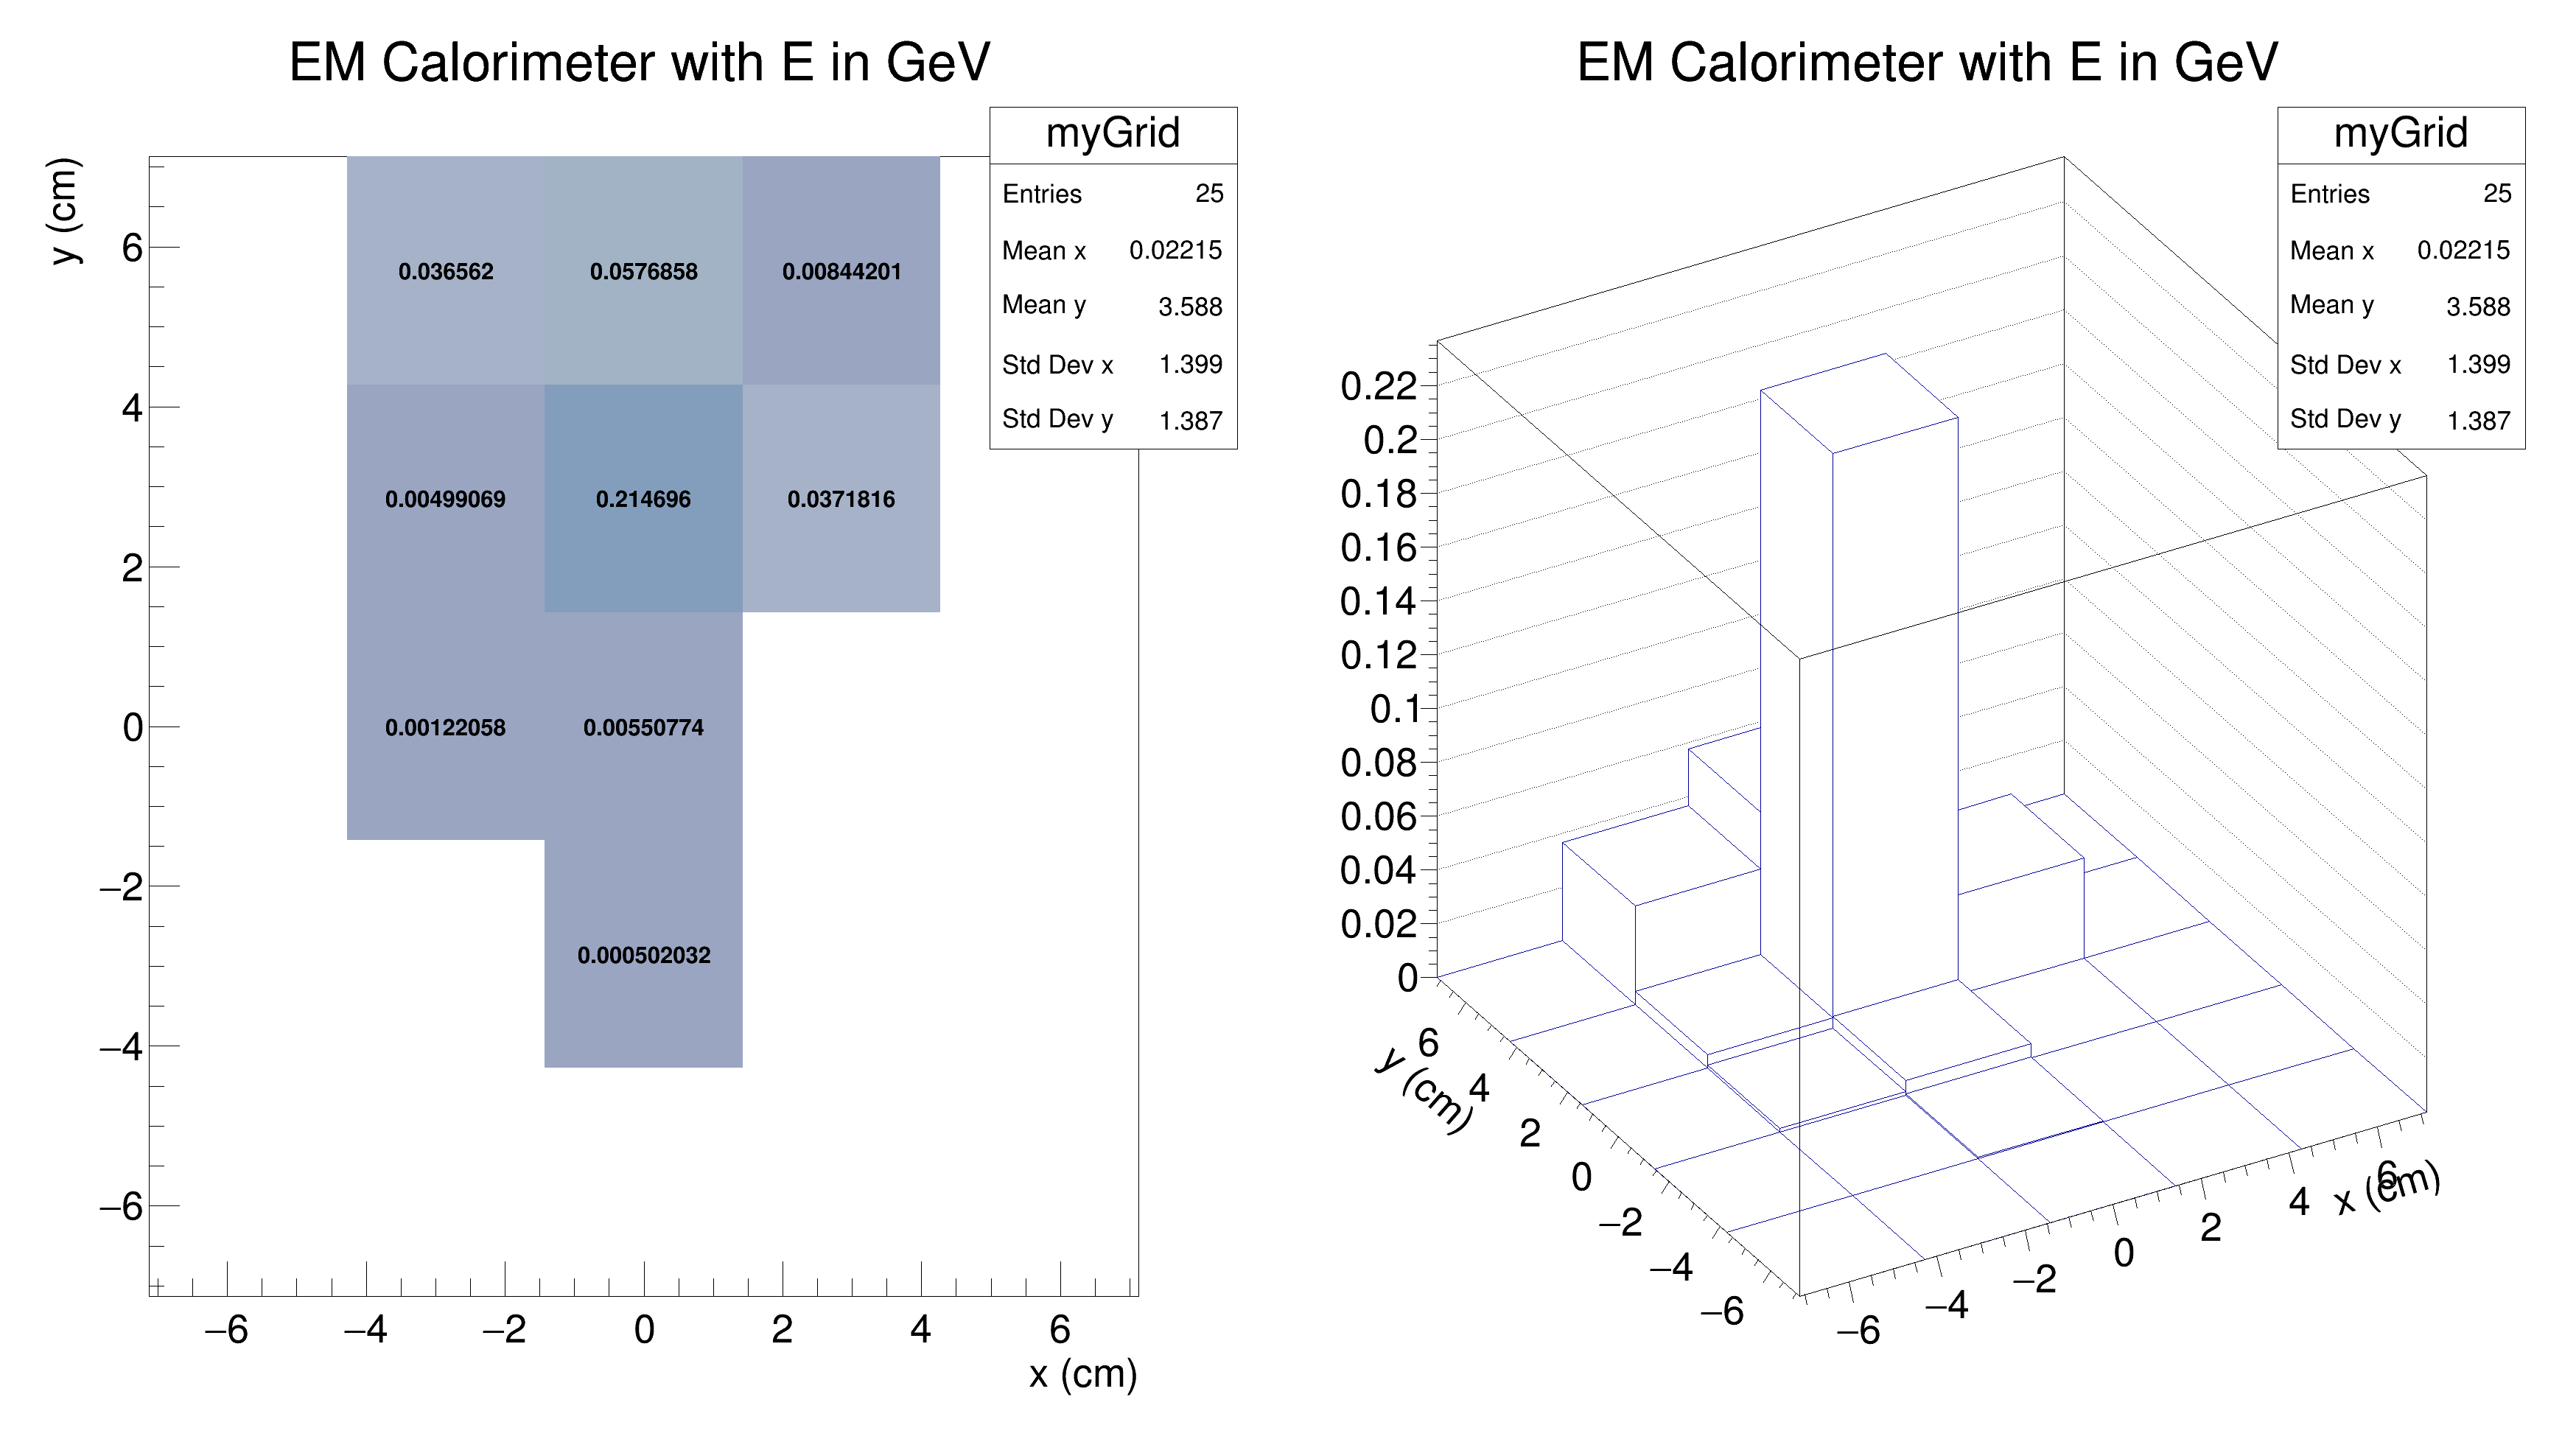 EM Calorimeter with E in GeV
myGrid
Entries 25
Mean x 0.02215
Mean y 3.588
Std Dev x 1.399
Std Dev y 1.387
y (cm)
6
4
2
0
−2
−4
−6
0.036562 0.0576858 0.00844201
0.00499069 0.214696 0.0371816
0.00122058 0.00550774
0.000502032
−6 −4 −2 0 2 4 6
x (cm)
EM Calorimeter with E in GeV
myGrid
Entries 25
Mean x 0.02215
Mean y 3.588
Std Dev x 1.399
Std Dev y 1.387
0.22
0.2
0.18
0.16
0.14
0.12
0.1
0.08
0.06
0.04
0.02
0
6
4
2
0
−2
−4
−6
y (cm)
−6 −4 −2 0 2 4 6
x (cm)